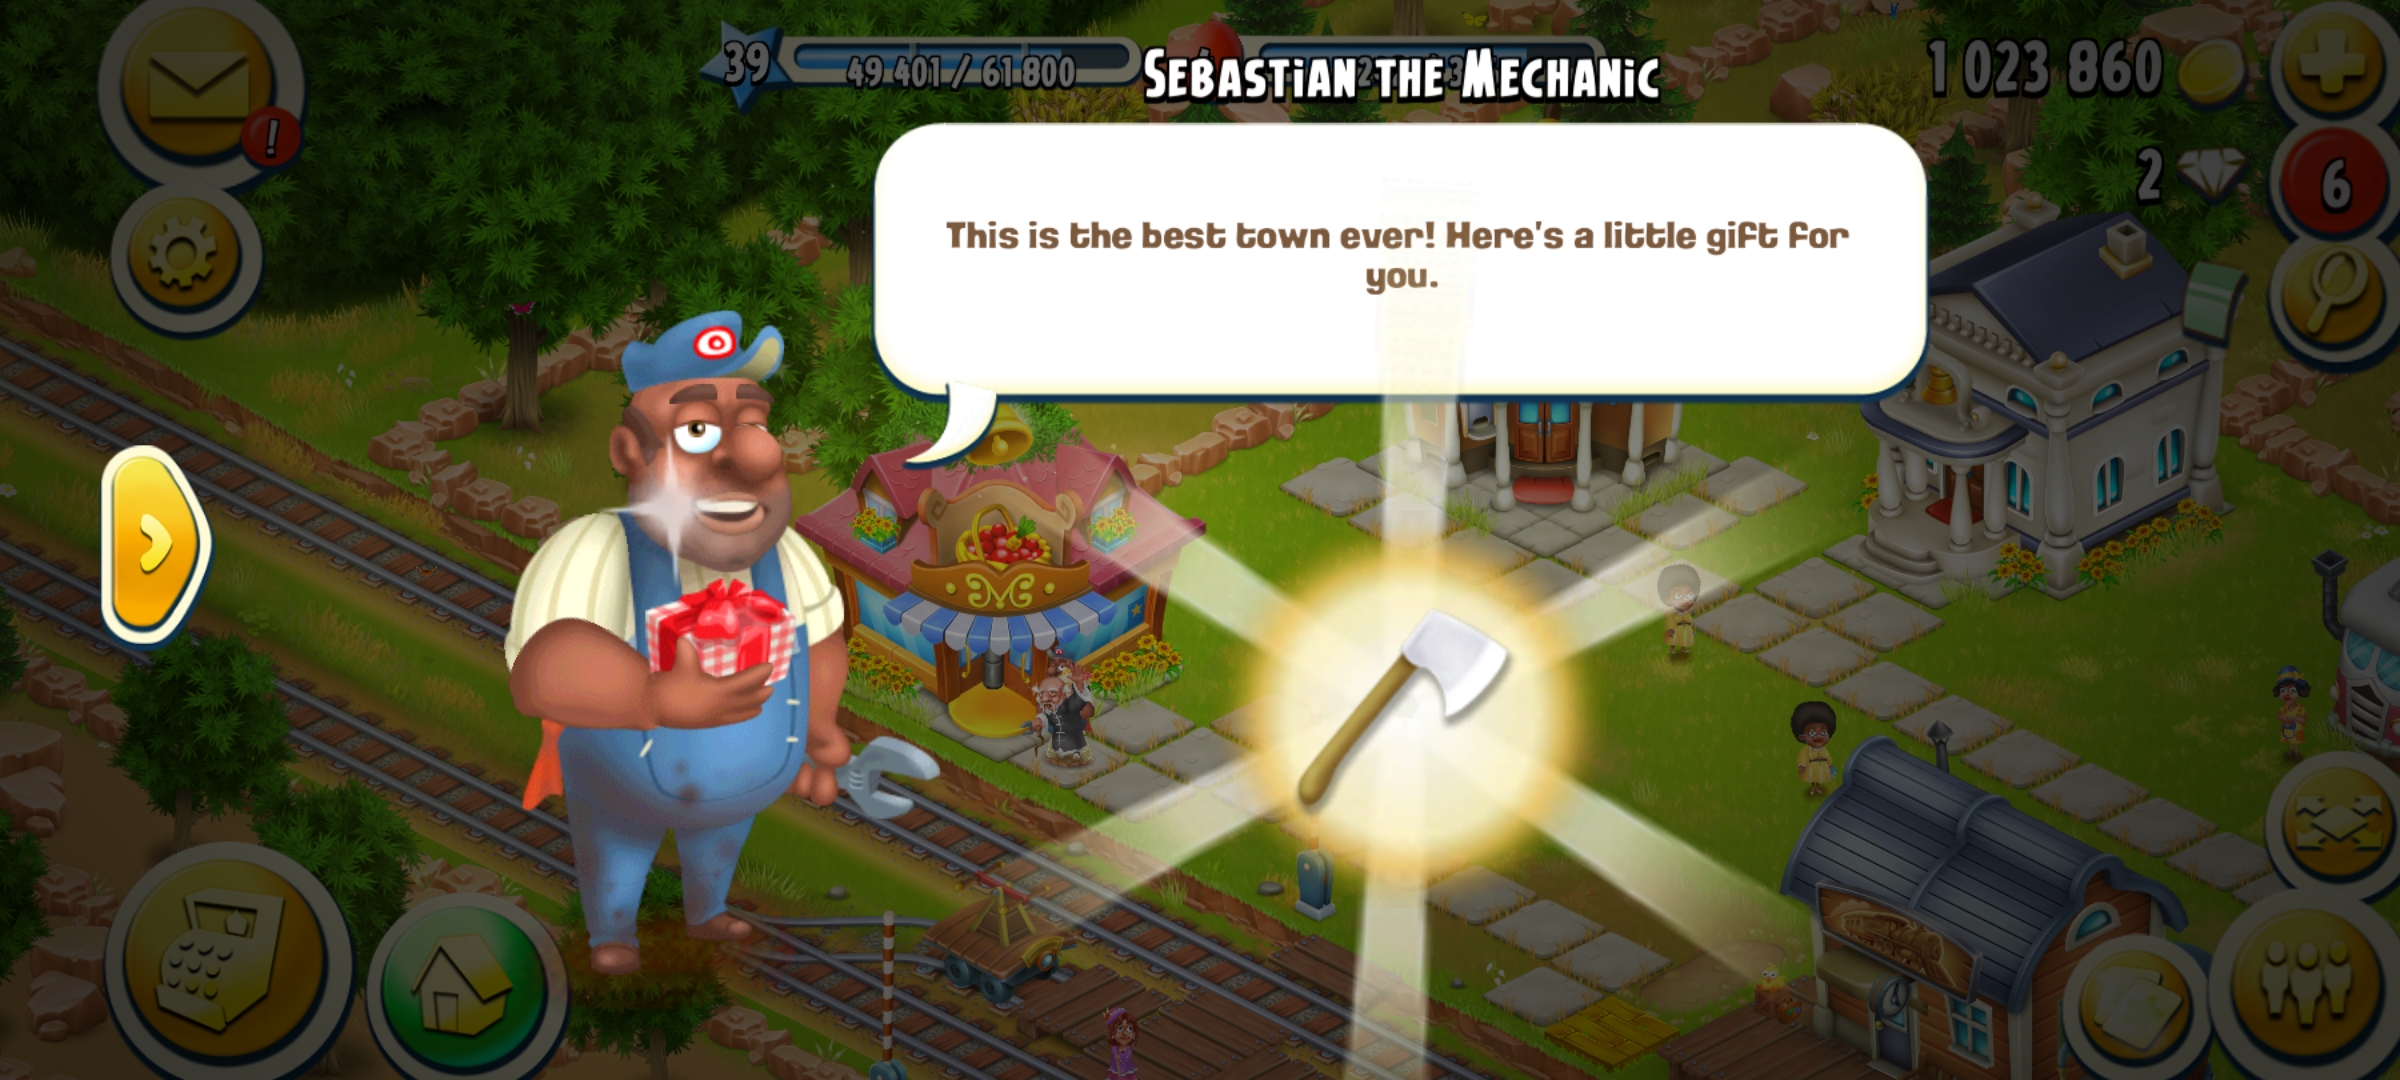 39
49 401 / 61 800
SEBASTIAN THE MECHANIC
1 023 860
2
6
!
This is the best town ever! Here's a little gift for
you.